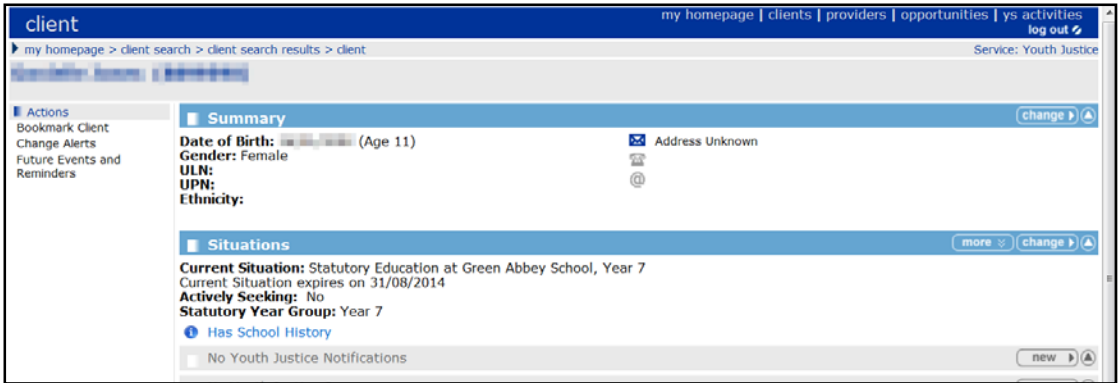 client
my homepage | clients | providers | opportunities | ys activities
log out
my homepage > client search > client search results > client
Service: Youth Justice
Actions
Bookmark Client
Change Alerts
Future Events and
Reminders
Summary
change
Date of Birth: (Age 11)
Address Unknown
Gender: Female
ULN:
@
UPN:
Ethnicity:
Situations
more
change
Current Situation: Statutory Education at Green Abbey School, Year 7
Current Situation expires on 31/08/2014
Actively Seeking: No
Statutory Year Group: Year 7
Has School History
No Youth Justice Notifications
new